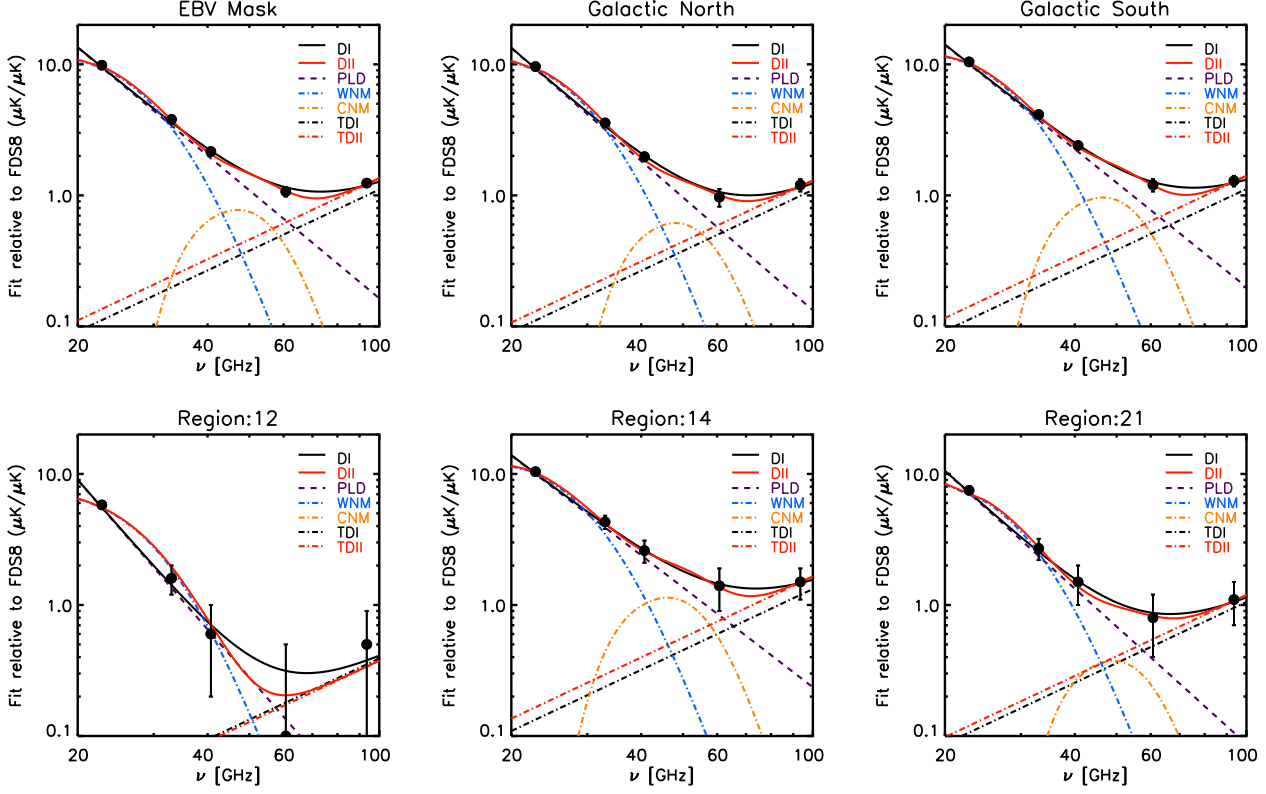 EBV Mask
Fit relative to FDS8 (μK/μK)
10.0
1.0
0.1
DI
DII
PLD
WNM
CNM
TDI
TDII
20
40
60
100
ν [GHz]
Galactic North
Fit relative to FDS8 (μK/μK)
10.0
1.0
0.1
DI
DII
PLD
WNM
CNM
TDI
TDII
20
40
60
100
ν [GHz]
Galactic South
Fit relative to FDS8 (μK/μK)
10.0
1.0
0.1
DI
DII
PLD
WNM
CNM
TDI
TDII
20
40
60
100
ν [GHz]
Region:12
Fit relative to FDS8 (μK/μK)
10.0
1.0
0.1
DI
DII
PLD
WNM
CNM
TDI
TDII
20
40
60
100
ν [GHz]
Region:14
Fit relative to FDS8 (μK/μK)
10.0
1.0
0.1
DI
DII
PLD
WNM
CNM
TDI
TDII
20
40
60
100
ν [GHz]
Region:21
Fit relative to FDS8 (μK/μK)
10.0
1.0
0.1
DI
DII
PLD
WNM
CNM
TDI
TDII
20
40
60
100
ν [GHz]